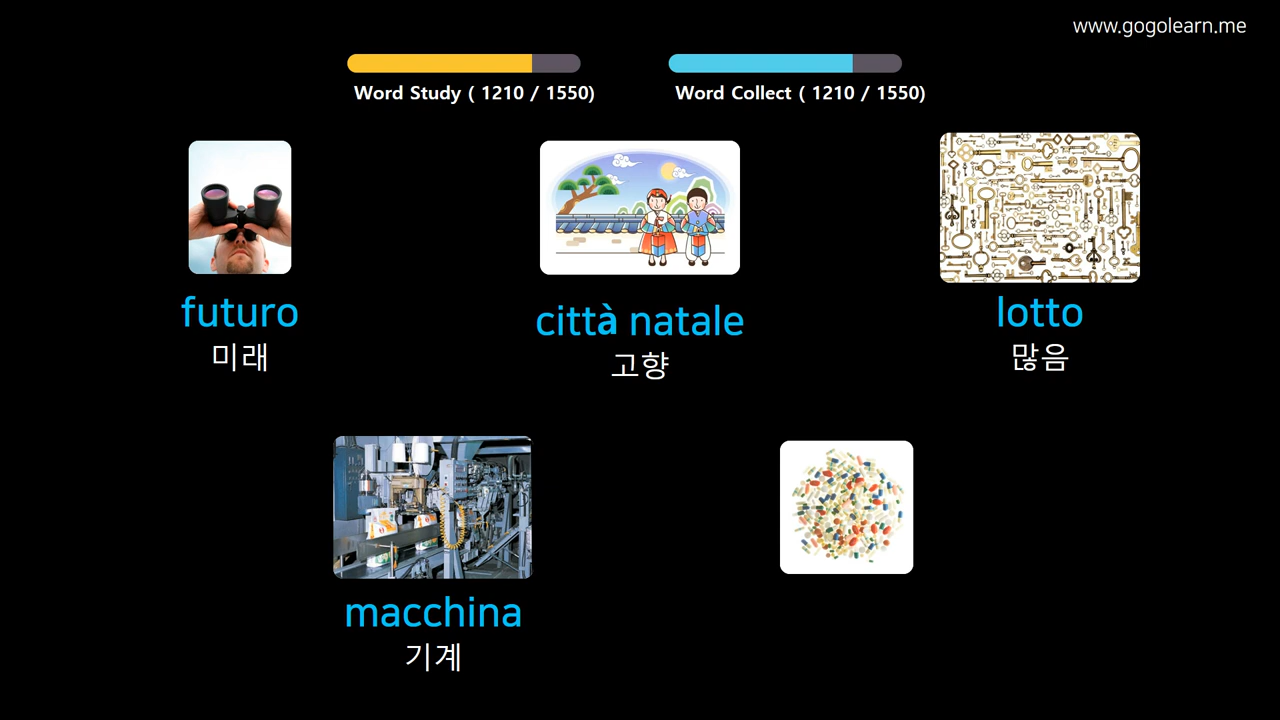 www.gogolearn.me
Word Study ( 1210 / 1550)
Word Collect ( 1210 / 1550)
futuro
미래
città natale
고향
lotto
많음
macchina
기계